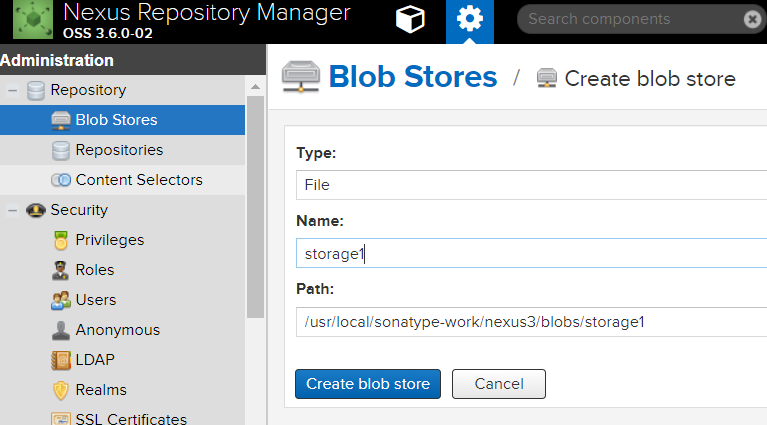 Nexus Repository Manager
OSS 3.6.0-02
Search components
Administration
Repository
Blob Stores
Repositories
Content Selectors
Security
Privileges
Roles
Users
Anonymous
LDAP
Realms
SSL Certificates
Blob Stores / Create blob store
Type:
File
Name:
storage1
Path:
/usr/local/sonatype-work/nexus3/blobs/storage1
Create blob store Cancel